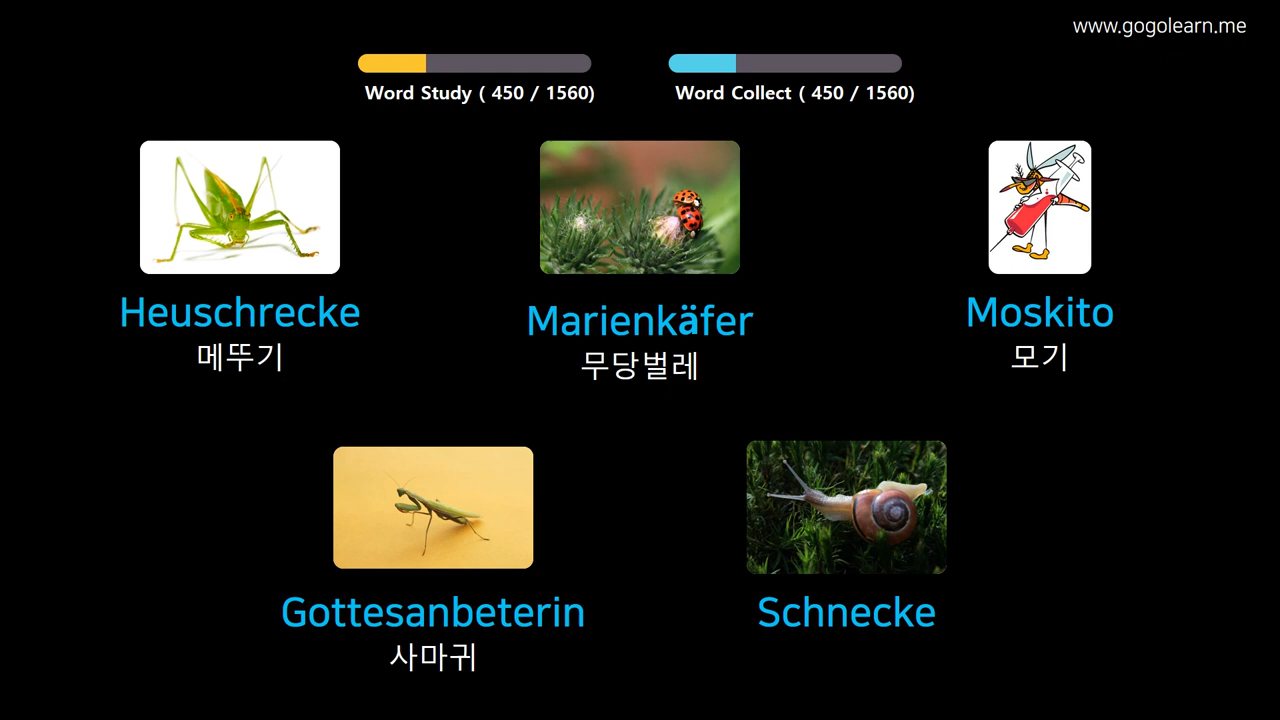 www.gogolearn.me
Word Study ( 450 / 1560)
Word Collect ( 450 / 1560)
Heuschrecke
메뚜기
Marienkäfer
무당벌레
Moskito
모기
Gottesanbeterin
사마귀
Schnecke